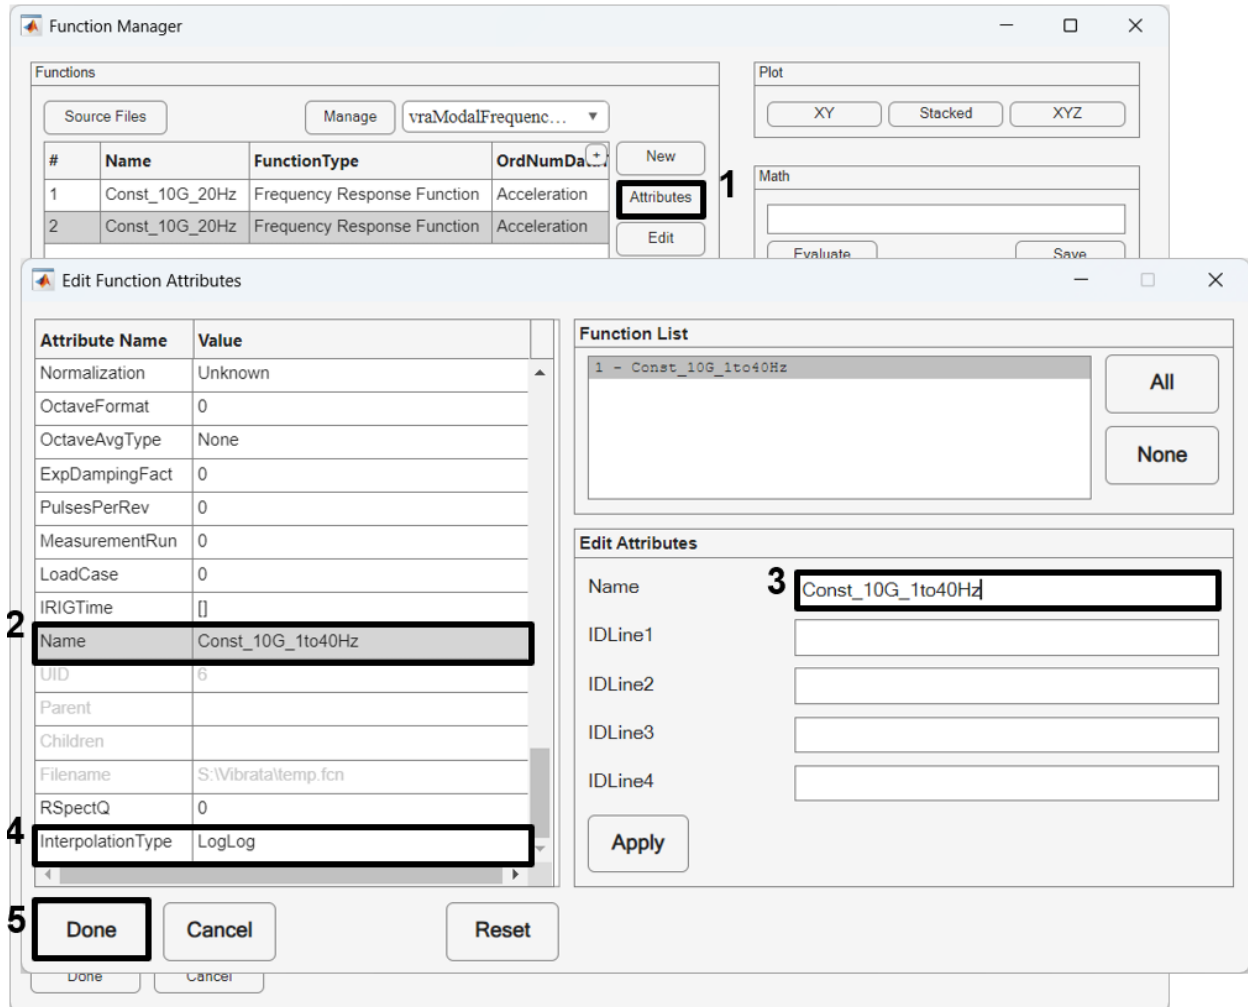 Function Manager
Functions
Plot
Source Files Manage vraModalFrequenc...
XY Stacked XYZ
# Name FunctionType OrdNumData
New
1 Const_10G_20Hz Frequency Response Function Acceleration
Attributes 1
2 Const_10G_20Hz Frequency Response Function Acceleration
Edit
Math
Evaluate Save
Edit Function Attributes
Attribute Name Value
Normalization Unknown
OctaveFormat 0
OctaveAvgType None
ExpDampingFact 0
PulsesPerRev 0
MeasurementRun 0
LoadCase 0
IRIGTime []
2 Name Const_10G_1to40Hz
UID 6
Parent
Children
Filename S:\Vibrata\temp.fcn
RSpectQ 0
4 InterpolationType LogLog
Function List
1 - Const_10G_1to40Hz
All
None
Edit Attributes
Name 3 Const_10G_1to40Hz
IDLine1
IDLine2
IDLine3
IDLine4
Apply
5 Done Cancel Reset
Done Cancel